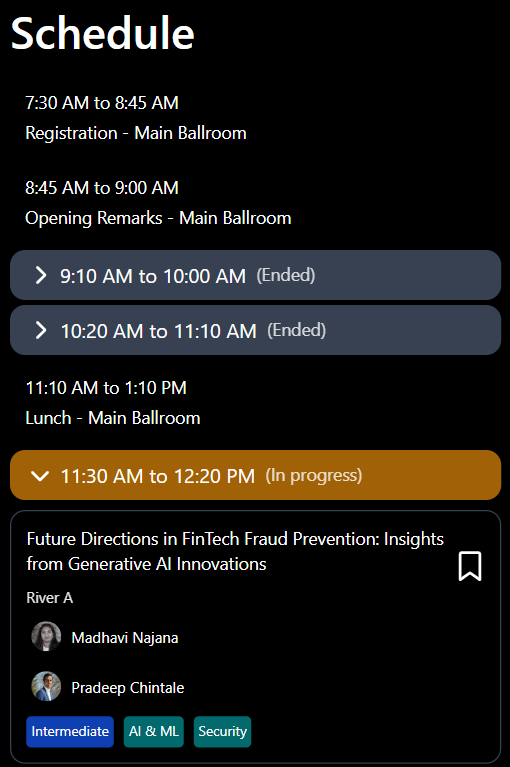 Schedule
7:30 AM to 8:45 AM
Registration - Main Ballroom
8:45 AM to 9:00 AM
Opening Remarks - Main Ballroom
9:10 AM to 10:00 AM (Ended)
10:20 AM to 11:10 AM (Ended)
11:10 AM to 1:10 PM
Lunch - Main Ballroom
11:30 AM to 12:20 PM (In progress)
Future Directions in FinTech Fraud Prevention: Insights
from Generative AI Innovations
River A
Madhavi Najana
Pradeep Chintale
Intermediate AI & ML Security